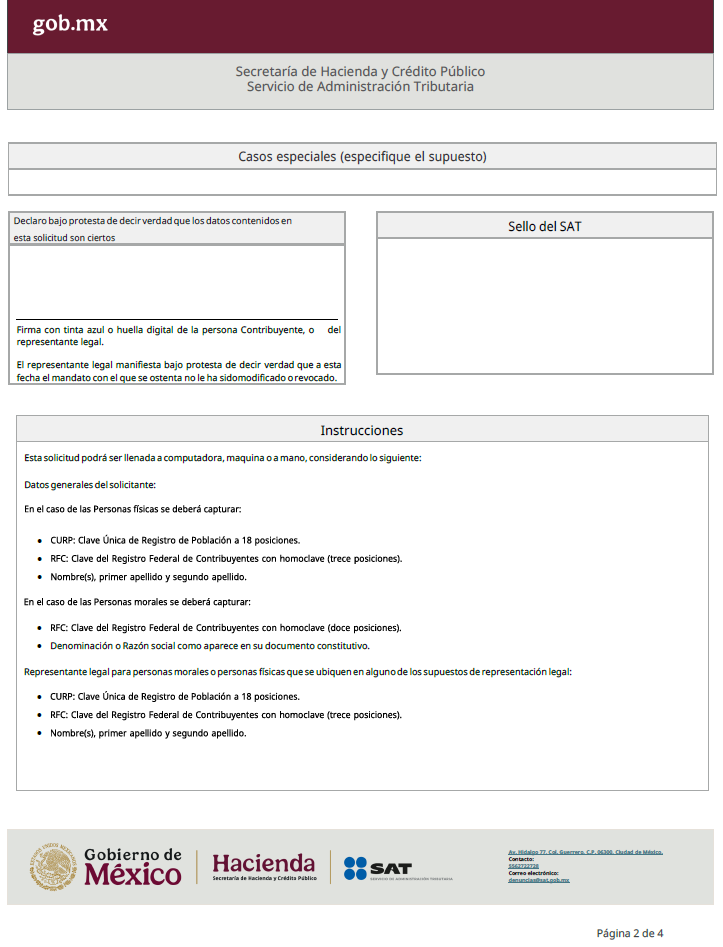 gob.mx
Secretaría de Hacienda y Crédito Público
Servicio de Administración Tributaria
Casos especiales (especifique el supuesto)
Declaro bajo protesta de decir verdad que los datos contenidos en
esta solicitud son ciertos
Firma con tinta azul o huella digital de la persona Contribuyente, o del
representante legal.
El representante legal manifiesta bajo protesta de decir verdad que a esta
fecha el mandato con el que se ostenta no le ha sidomodificado o revocado.
Sello del SAT
Instrucciones
Esta solicitud podrá ser llenada a computadora, maquina o a mano, considerando lo siguiente:
Datos generales del solicitante:
En el caso de las Personas físicas se deberá capturar:
• CURP: Clave Única de Registro de Población a 18 posiciones.
• RFC: Clave del Registro Federal de Contribuyentes con homoclave (trece posiciones).
• Nombre(s), primer apellido y segundo apellido.
En el caso de las Personas morales se deberá capturar:
• RFC: Clave del Registro Federal de Contribuyentes con homoclave (doce posiciones).
• Denominación o Razón social como aparece en su documento constitutivo.
Representante legal para personas morales o personas físicas que se ubiquen en alguno de los supuestos de representación legal:
• CURP: Clave Única de Registro de Población a 18 posiciones.
• RFC: Clave del Registro Federal de Contribuyentes con homoclave (trece posiciones).
• Nombre(s), primer apellido y segundo apellido.
Gobierno de
México
Hacienda
Secretaría de Hacienda y Crédito Público
SAT
SERVICIO DE ADMINISTRACIÓN TRIBUTARIA
Av. Hidalgo 77, Col. Guerrero, C.P. 06300, Ciudad de México.
Contacto:
5562722728
Correo electrónico:
denuncias@sat.gob.mx
Página 2 de 4